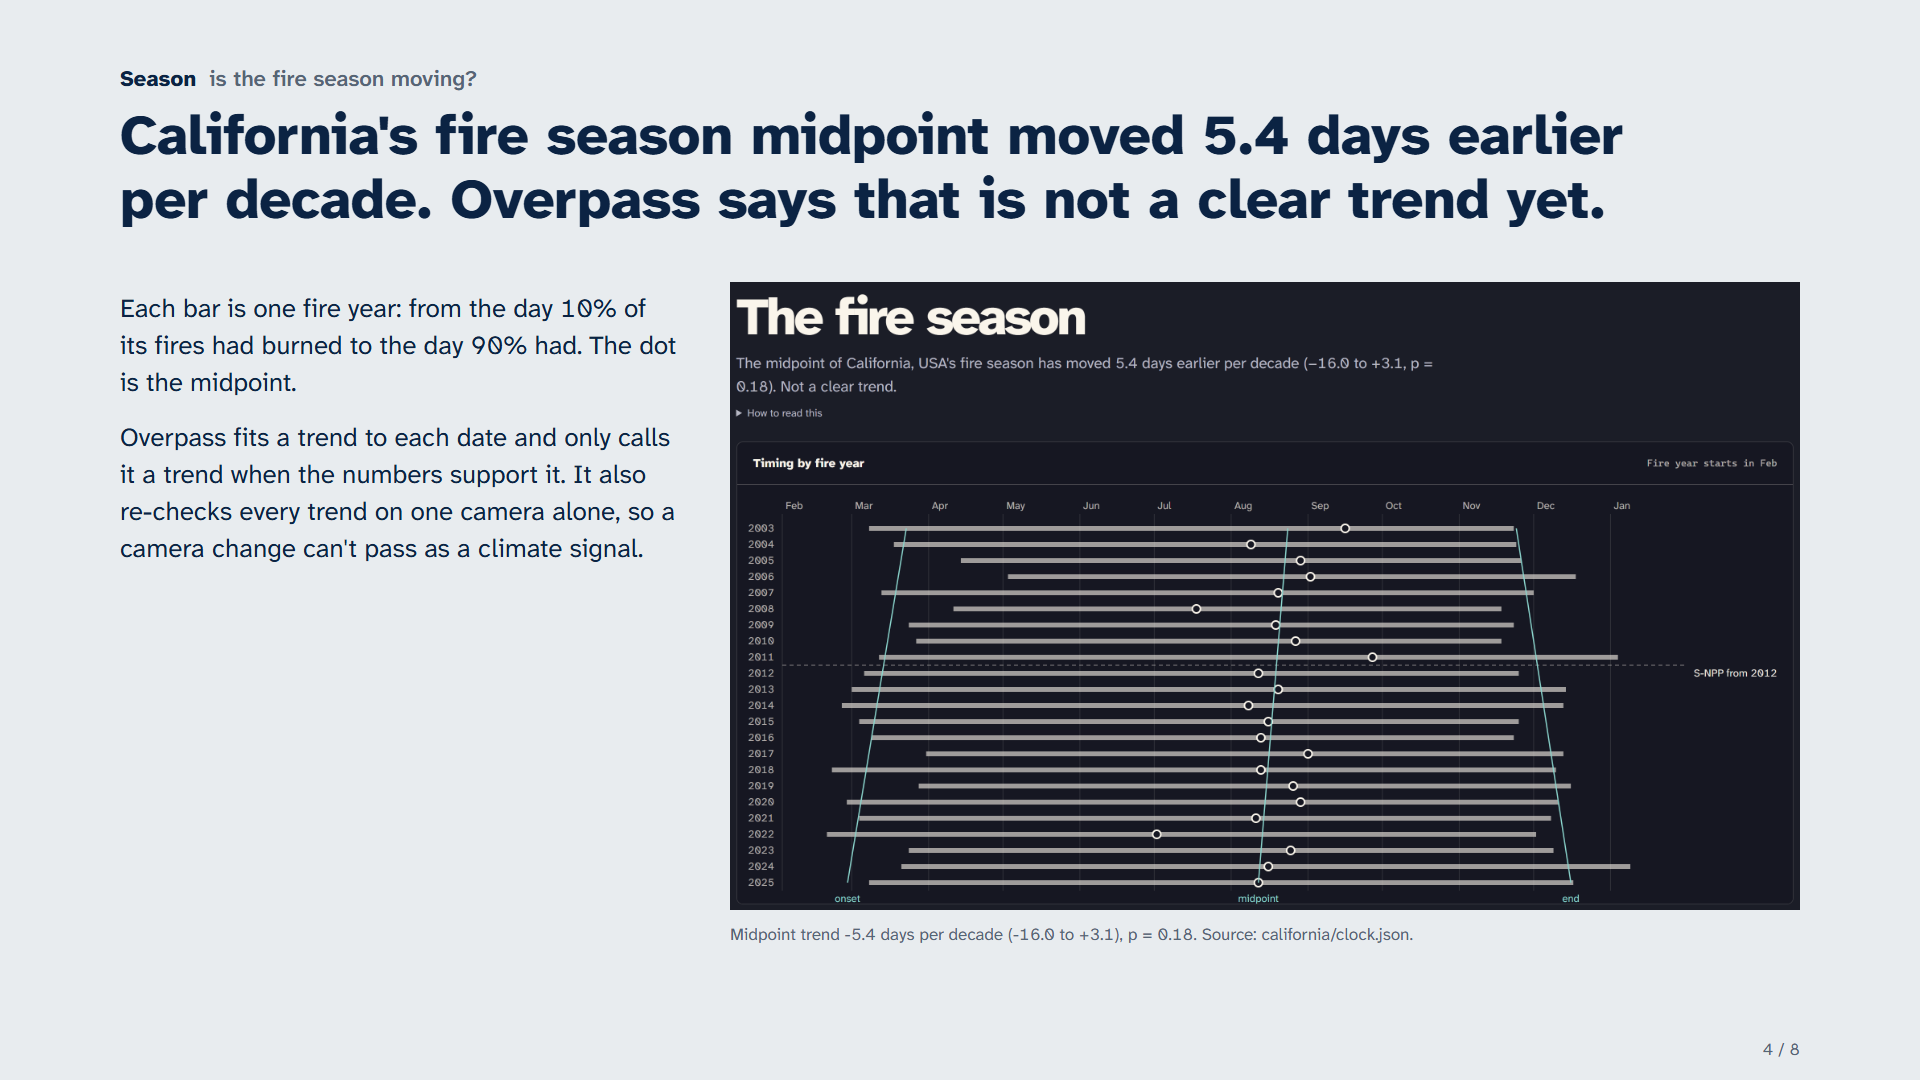 Season is the fire season moving?
California's fire season midpoint moved 5.4 days earlier
per decade. Overpass says that is not a clear trend yet.
Each bar is one fire year: from the day 10% of
its fires had burned to the day 90% had. The dot
is the midpoint.
Overpass fits a trend to each date and only calls
it a trend when the numbers support it. It also
re-checks every trend on one camera alone, so a
camera change can't pass as a climate signal.
The fire season
The midpoint of California, USA's fire season has moved 5.4 days earlier per decade (−16.0 to +3.1, p =
0.18). Not a clear trend.
▶ How to read this
Timing by fire year
Fire year starts in Feb
Feb Mar Apr May Jun Jul Aug Sep Oct Nov Dec Jan
2003
2004
2005
2006
2007
2008
2009
2010
2011
2012
S-NPP from 2012
2013
2014
2015
2016
2017
2018
2019
2020
2021
2022
2023
2024
2025
onset midpoint end
Midpoint trend -5.4 days per decade (-16.0 to +3.1), p = 0.18. Source: california/clock.json.
4 / 8